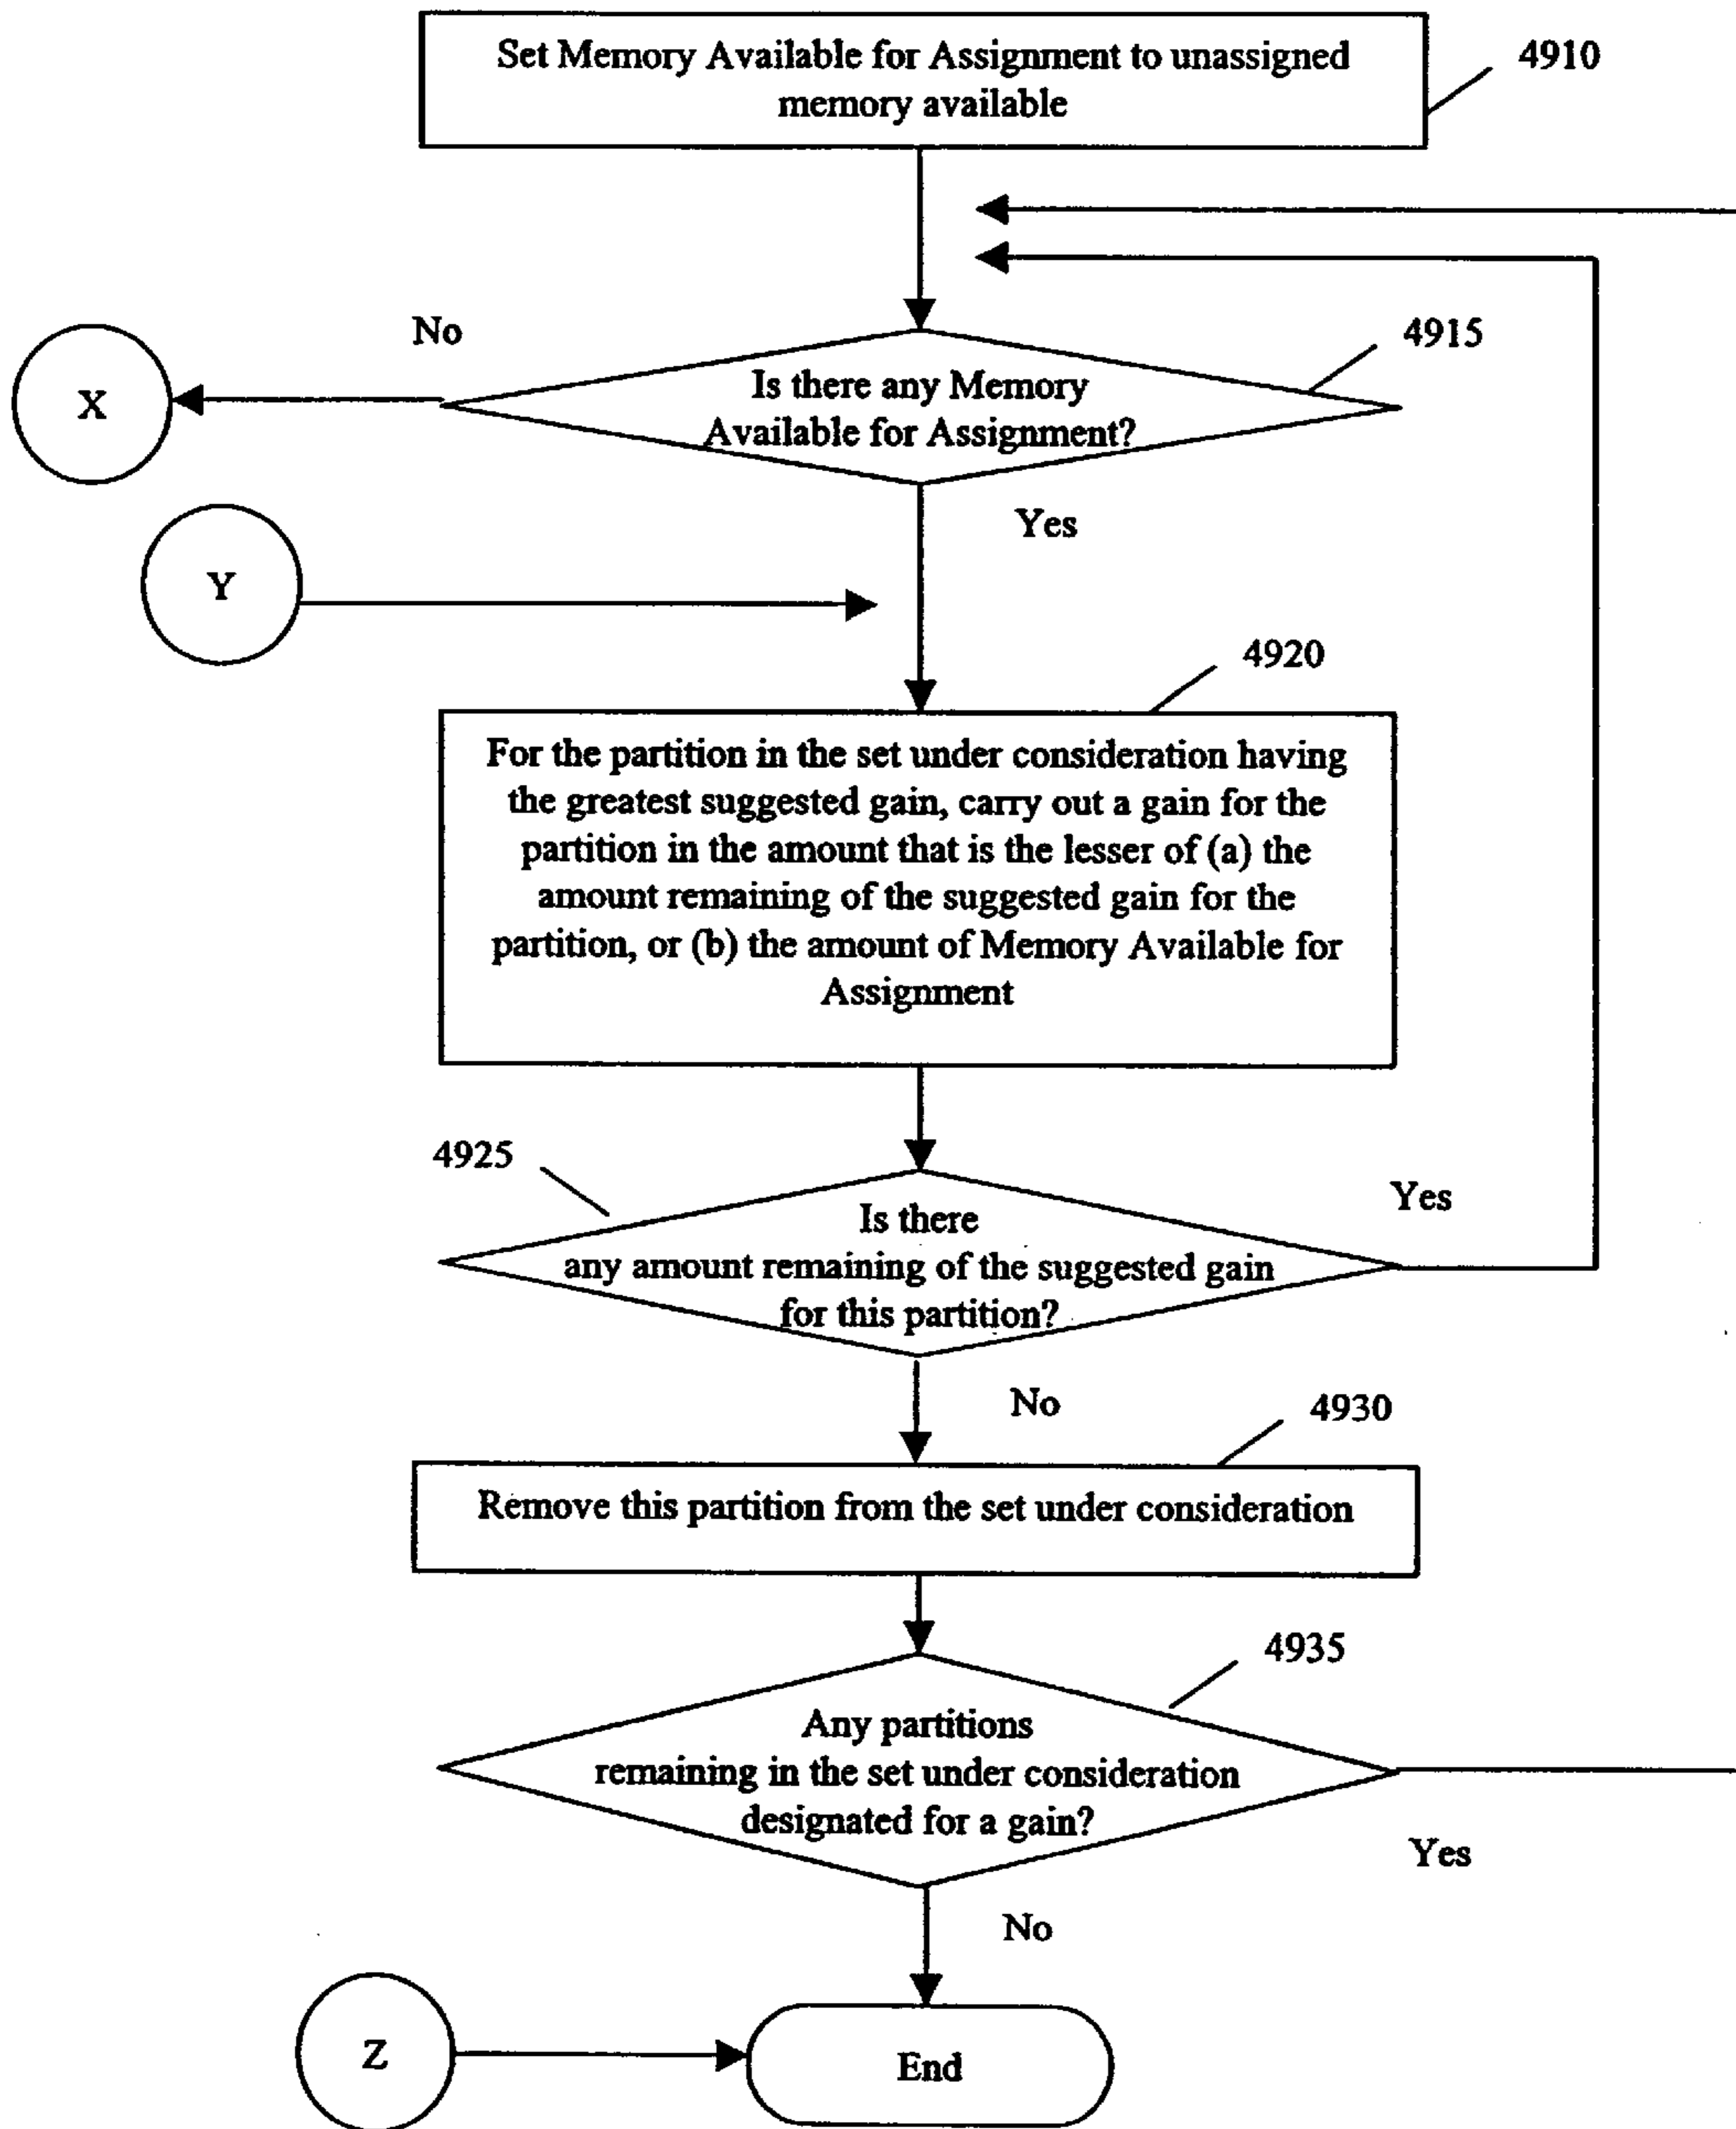 Set Memory Available for Assignment to unassigned
memory available
4910
No
4915
X
Is there any Memory
Available for Assignment?
Yes
Y
4920
For the partition in the set under consideration having
the greatest suggested gain, carry out a gain for the
partition in the amount that is the lesser of (a) the
amount remaining of the suggested gain for the
partition, or (b) the amount of Memory Available for
Assignment
4925
Yes
Is there
any amount remaining of the suggested gain
for this partition?
No
4930
Remove this partition from the set under consideration
4935
Any partitions
remaining in the set under consideration
designated for a gain?
Yes
No
Z
End